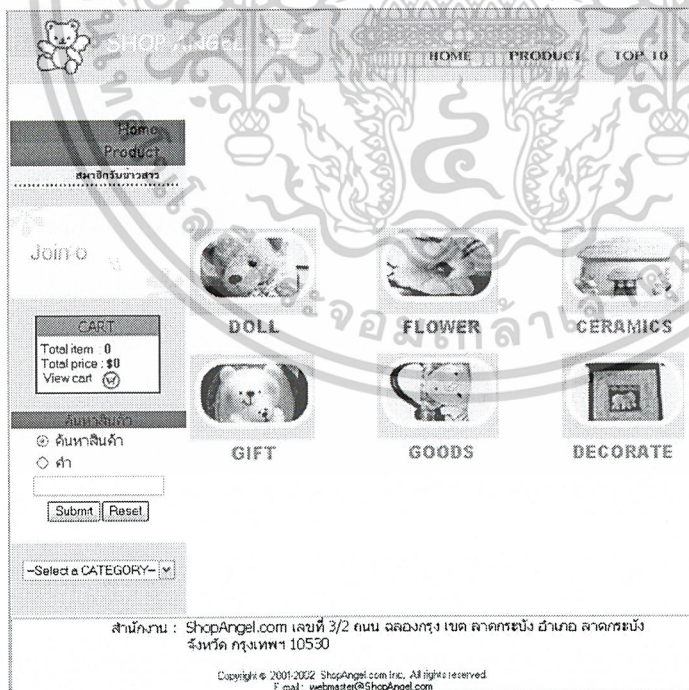 SHOP ANGEL
HOME PRODUCT TOP 10
Home
Product
สมาชิกรับข่าวสาร
Join o
CART
Total item : 0
Total price : $0
View cart
DOLL FLOWER CERAMICS
GIFT GOODS DECORATE
ค้นหาสินค้า
ค้นหาสินค้า
คำ
Submit Reset
--Select a CATEGORY--
สำนักงาน : ShopAngel.com เลขที่ 3/2 ถนน ฉลองกรุง เขต ลาดกระบัง อำเภอ ลาดกระบัง
จังหวัด กรุงเทพฯ 10530
Copyright © 2001-2002 ShopAngel.com Inc. All rights reserved.
E.mail : webmaster@ShopAngel.com